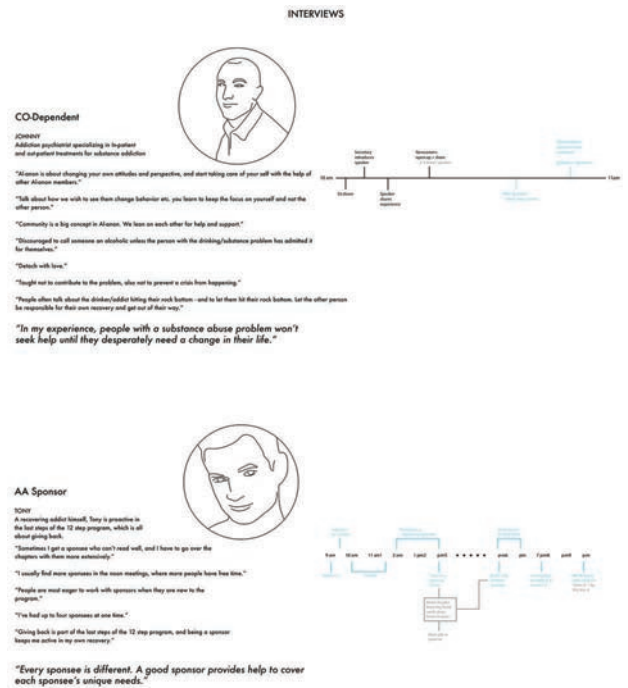 INTERVIEWS
CO-Dependent
JOHNNY
Addiction psychiatrist specializing in In-patient
and out-patient treatments for substance addiction
"Al-anon is about changing your own attitudes and perspective, and start taking care of your self with the help of
other Al-anon members."
"Talk about how we wish to see them change behavior etc. you learn to keep the focus on yourself and not the
other person."
"Community is a big concept in Al-anon. We lean on each other for help and support."
"Discouraged to call someone an alcoholic unless the person with the drinking/substance problem has admitted it
for themselves."
"Detach with love."
"Taught not to contribute to the problem, also not to prevent a crisis from happening."
"People often talk about the drinker/addict hitting their rock bottom - and to let them hit their rock bottom. Let the other person
be responsible for their own recovery and get out of their way."
"In my experience, people with a substance abuse problem won't
seek help until they desperately need a change in their life."
Secretary
introduces
speaker
10 am
Sit down
Speaker
shares
experience
AA Sponsor
TONY
A recovering addict himself, Tony is proactive in
the last steps of the 12 step program, which is all
about giving back.
"Sometimes I get a sponsee who can't read well, and I have to go over the
chapters with them more extensively."
"I usually find more sponsees in the noon meetings, where more people have free time."
"People are most eager to work with sponsors when they are new to the
program."
"I've had up to four sponsees at one time."
"Giving back is part of the last steps of the 12 step program, and being a sponsor
keeps me active in my own recovery."
"Every sponsee is different. A good sponsor provides help to cover
each sponsee's unique needs."
9 am
10 am